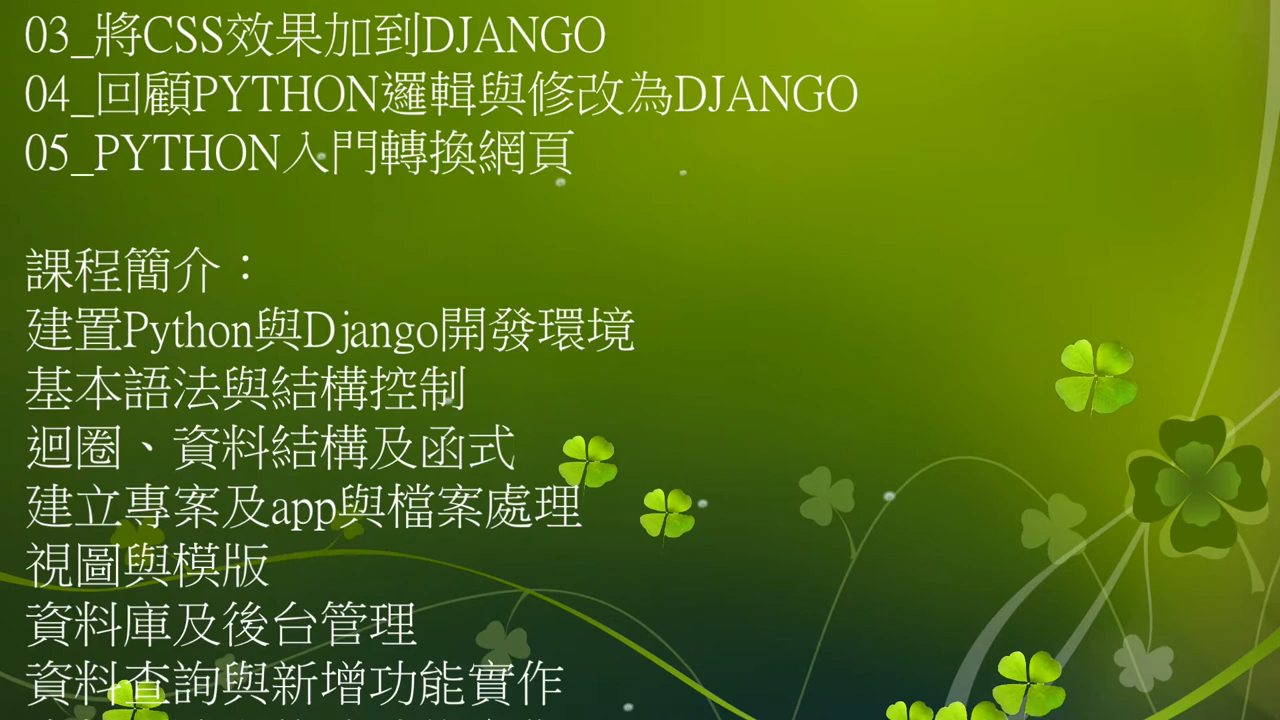 03_將CSS效果加到DJANGO
04_回顧PYTHON邏輯與修改為DJANGO
05_PYTHON入門轉換網頁
課程簡介：
建置Python與Django開發環境
基本語法與結構控制
迴圈、資料結構及函式
建立專案及app與檔案處理
視圖與模版
資料庫及後台管理
資料查詢與新增功能實作